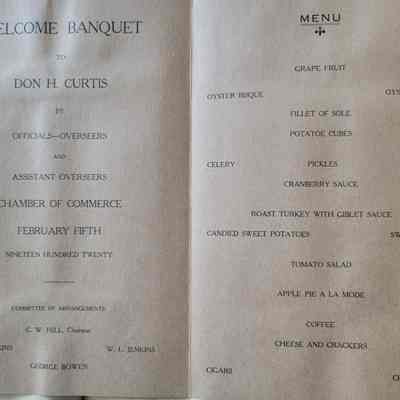 ELCOME BANQUET
TO
DON H. CURTIS
BY
OFFICIALS—OVERSEERS
AND
ASSISTANT OVERSEERS
CHAMBER OF COMMERCE
FEBRUARY FIFTH
NINETEEN HUNDRED TWENTY
COMMITTEE OF ARRANGEMENTS
C. W. HILL, Chairman
INS W. L. JENKINS
GEORGE BOWEN
MENU
GRAPE FRUIT
OYSTER BISQUE OYS
FILLET OF SOLE
POTATOE CUBES
CELERY PICKLES
CRANBERRY SAUCE
ROAST TURKEY WITH GIBLET SAUCE
CANDIED SWEET POTATOES SW
TOMATO SALAD
APPLE PIE A LA MODE
COFFEE
CHEESE AND CRACKERS
CIGARS